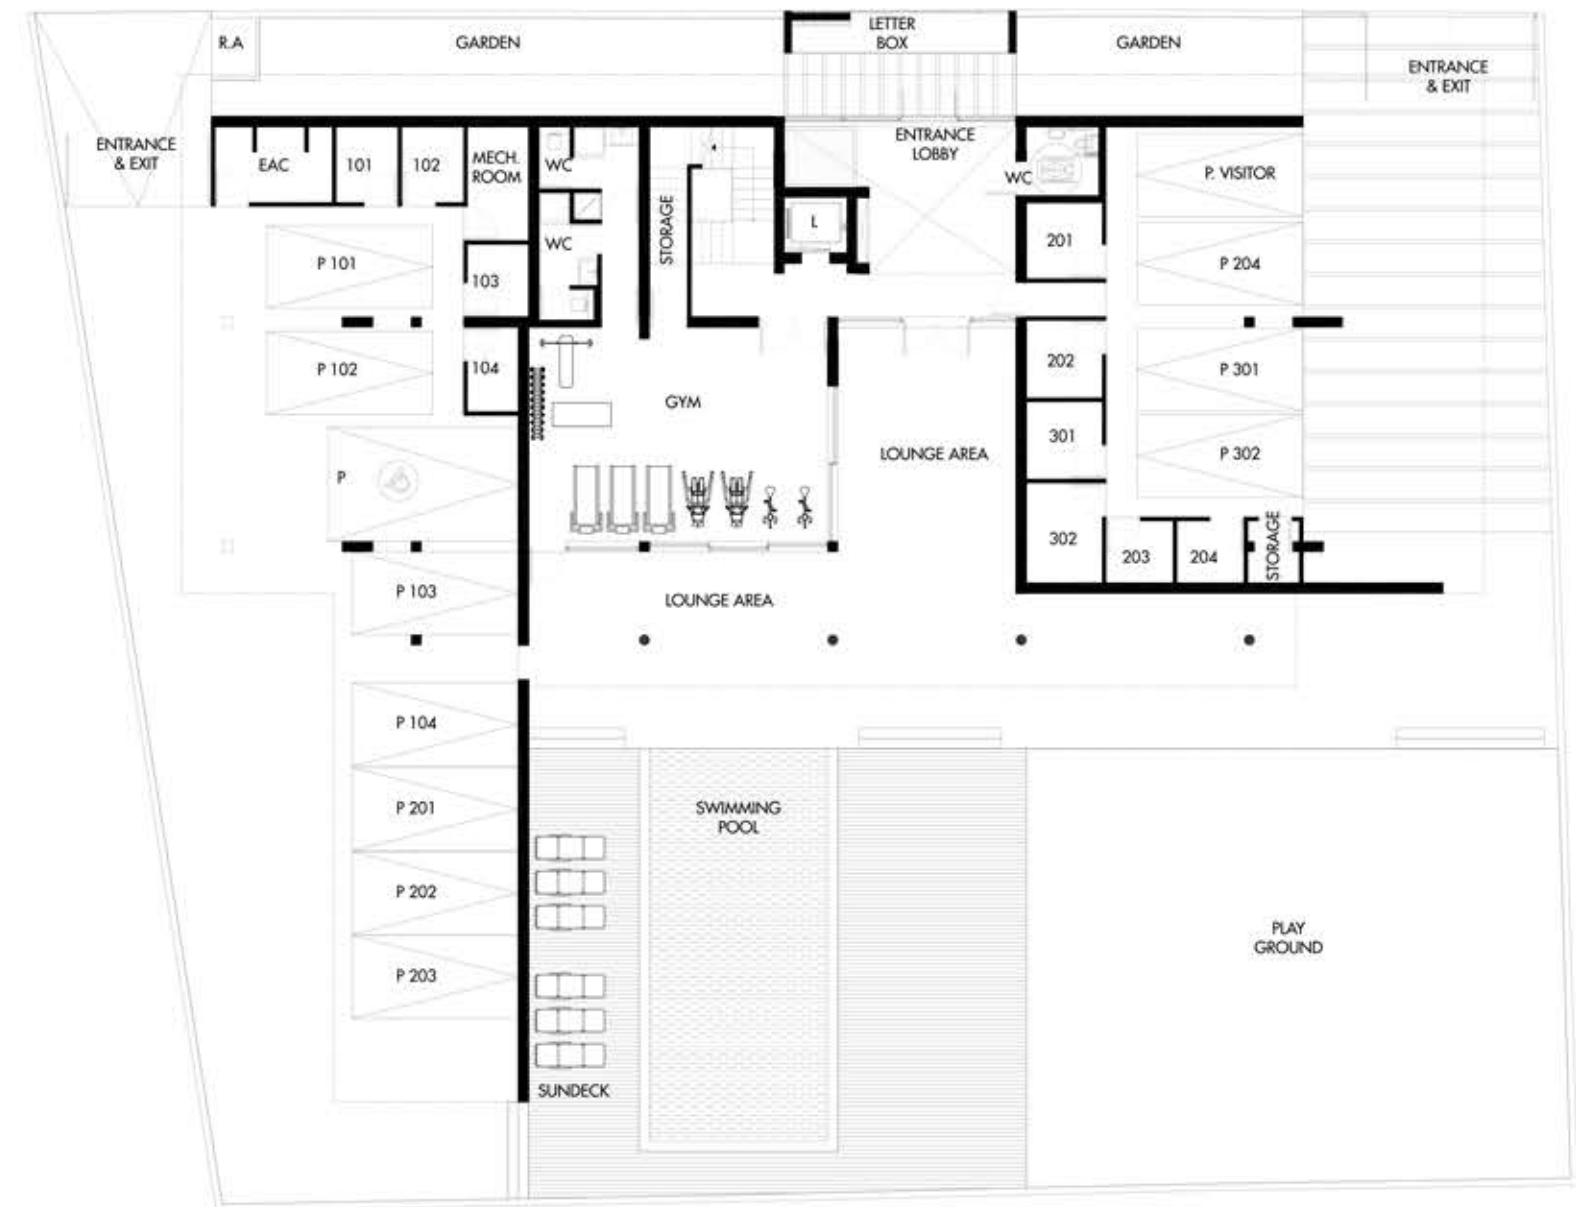 R.A
GARDEN
LETTER
BOX
GARDEN
ENTRANCE
& EXIT
ENTRANCE
& EXIT
EAC
101
102
MECH.
ROOM
WC
ENTRANCE
LOBBY
WC
P. VISITOR
STORAGE
L
201
WC
P 101
103
P 204
P 102
104
GYM
202
P 301
LOUNGE AREA
301
P 302
P
302
203
204
STORAGE
P 103
LOUNGE AREA
P 104
P 201
SWIMMING
POOL
P 202
P 203
PLAY
GROUND
SUNDECK